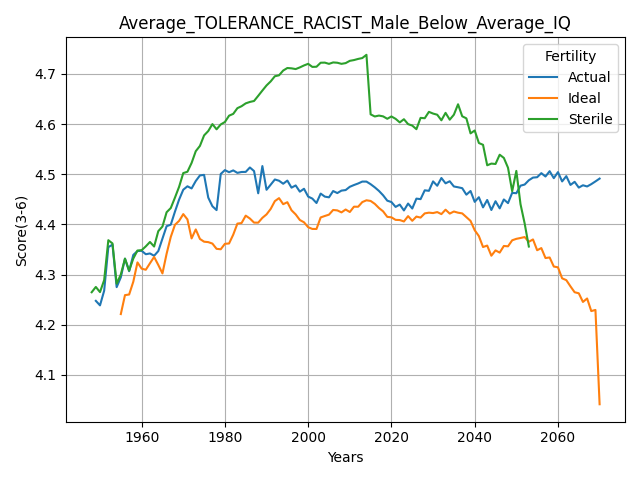 Average_TOLERANCE_RACIST_Male_Below_Average_IQ
Fertility
Actual
Ideal
Sterile
Score(3-6)
4.7
4.6
4.5
4.4
4.3
4.2
4.1
1960 1980 2000 2020 2040 2060
Years